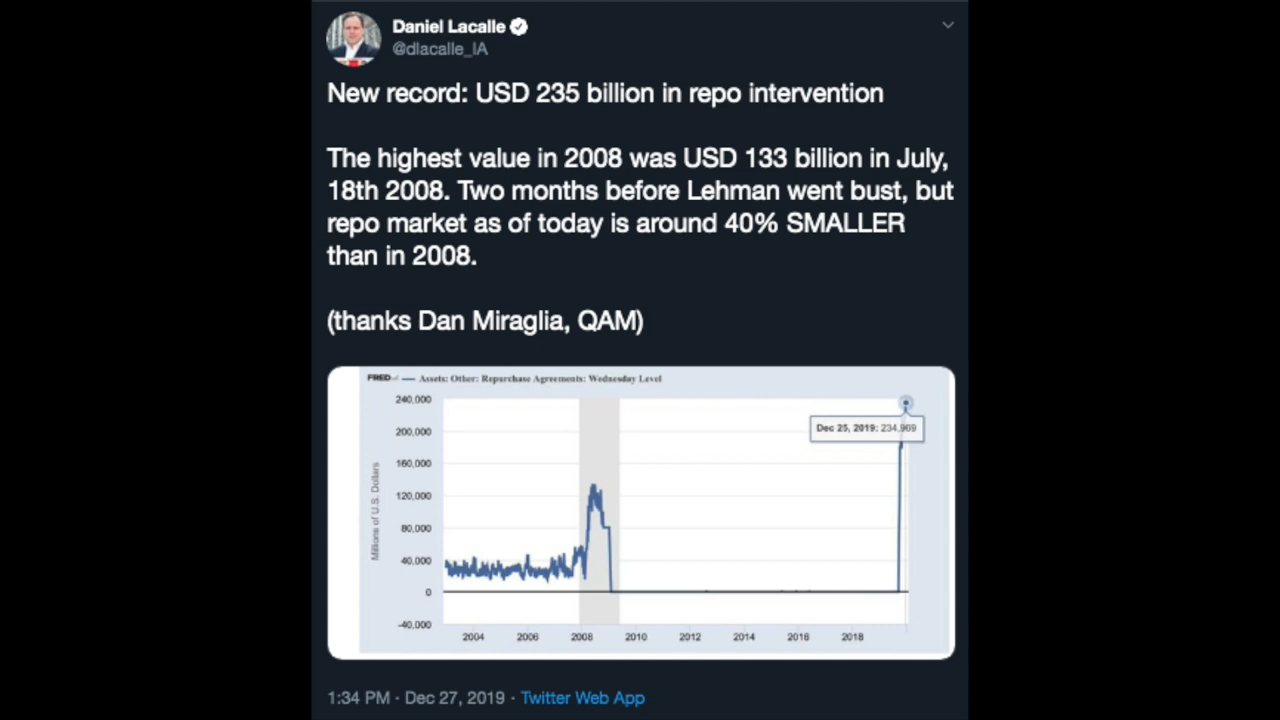 Daniel Lacalle
@dlacalle_IA
New record: USD 235 billion in repo intervention
The highest value in 2008 was USD 133 billion in July,
18th 2008. Two months before Lehman went bust, but
repo market as of today is around 40% SMALLER
than in 2008.
(thanks Dan Miraglia, QAM)
FRED — Assets: Other: Repurchase Agreements: Wednesday Level
240,000
200,000
160,000
120,000
80,000
40,000
0
-40,000
Millions of U.S. Dollars
Dec 25, 2019: 234,969
2004 2006 2008 2010 2012 2014 2016 2018
1:34 PM · Dec 27, 2019 · Twitter Web App